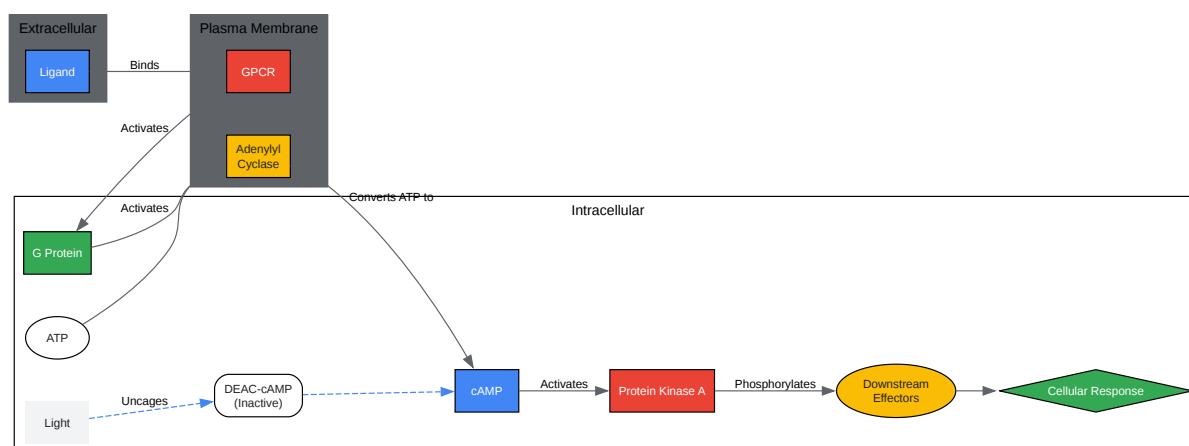 Extracellular
Plasma Membrane
Ligand
Binds
GPCR
Activates
Adenylyl
Cyclase
Converts ATP to
Activates
Intracellular
G Protein
ATP
DEAC-cAMP
(Inactive)
cAMP
Activates
Protein Kinase A
Phosphorylates
Downstream
Effectors
Cellular Response
Uncages
Light